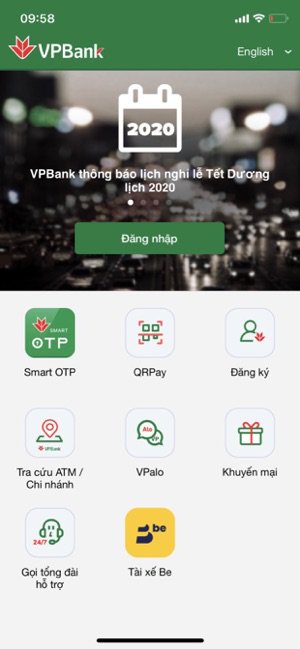 09:58
VPBank
English
2020
VPBank thông báo lịch nghỉ lễ Tết Dương
lịch 2020
Đăng nhập
SMART
OTP
Smart OTP
QRPay
Đăng ký
VPBank
Tra cứu ATM /
Chi nhánh
Alo
VP
VPalo
Khuyến mại
24/7
Gọi tổng đài
hỗ trợ
be
Tài xế Be